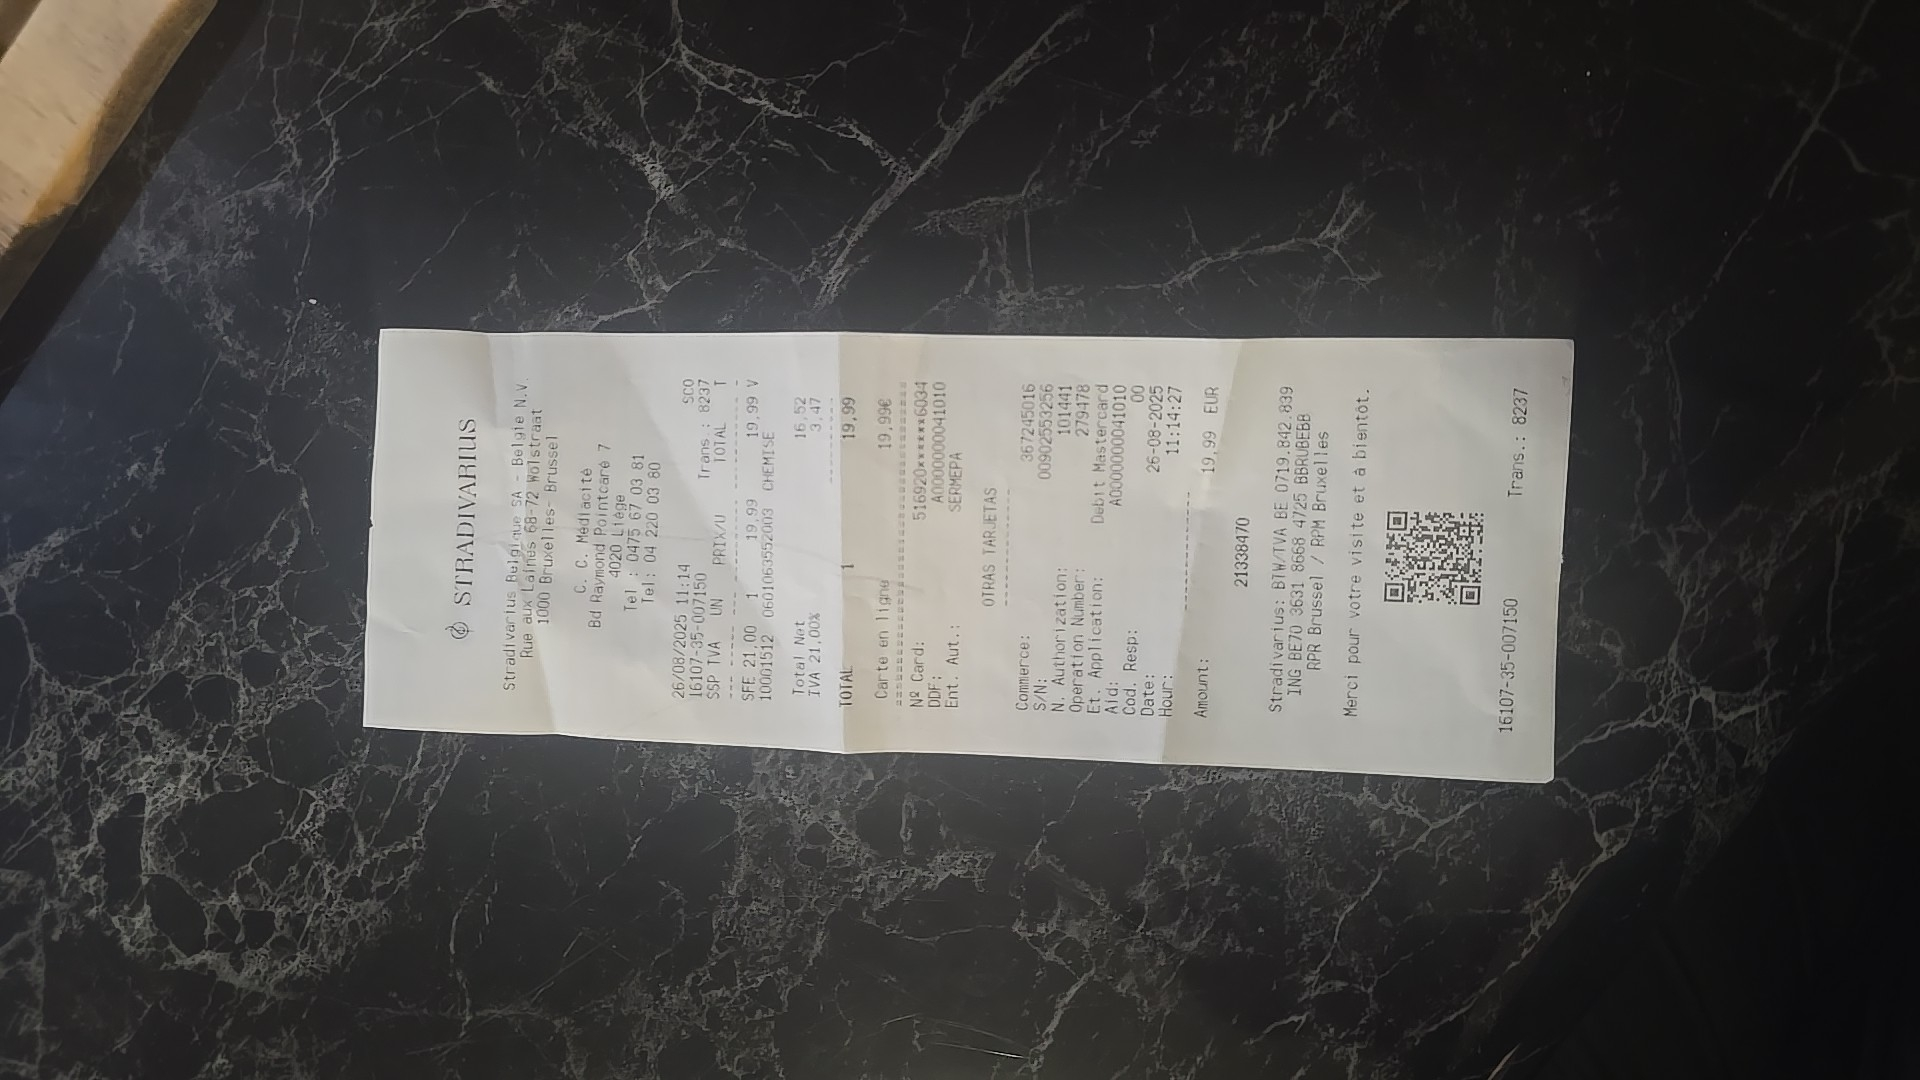 STRADIVARIUS
Stradivarius Belgique SA - Belgie N.V.
Rue aux Laines 68-72 Wolstraat
1000 Bruxelles- Brussel
C. C. Médiacité
Bd Raymond Pointcaré 7
4020 Liège
Tel : 0475 67 03 81
Tel: 04 220 03 80
26/08/2025 11:14 SCO
16107-35-007150 Trans : 8237
SSP TVA UN PRIX/U TOTAL T
SFE 21,00 1 19,99 19,99 V
10001512 0601063552003 CHEMISE
Total Net 16,52
IVA 21,00% 3,47
TOTAL 1 19,99
Carte en ligne 19,99€
Nº Card: 516920******6034
DDF: A0000000041010
Ent. Aut.: SERMEPA
OTRAS TARJETAS
Commerce: 367245016
S/N: 00902553256
N. Authorization: 101441
Operation Number: 279478
Et. Application: Debit Mastercard
Aid: A0000000041010
Cod. Resp: 00
Date: 26-08-2025
Hour: 11:14:27
Amount: 19,99 EUR
21338470
Stradivarius: BTW/TVA BE 0719.842.839
ING BE70 3631 8668 4725 BBRUBEBB
RPR Brussel / RPM Bruxelles
Merci pour votre visite et à bientôt.
16107-35-007150 Trans.: 8237